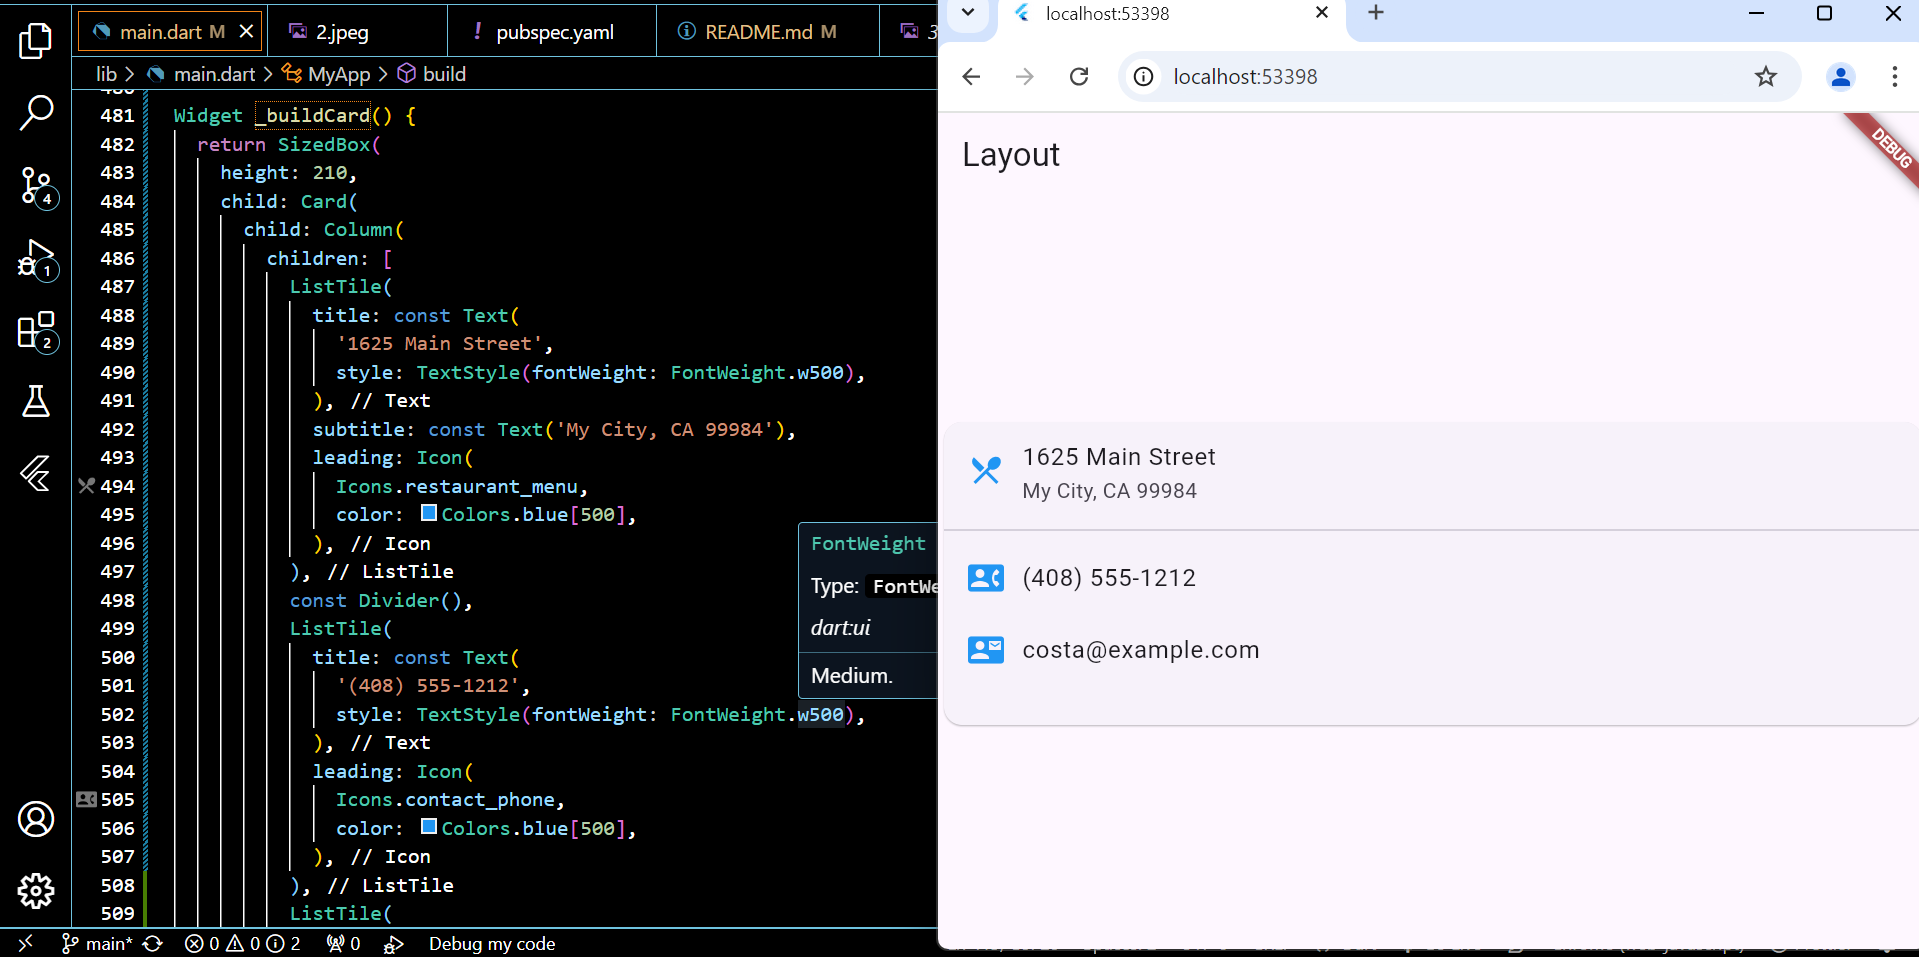 main.dart M
2.jpeg
! pubspec.yaml
README.md M
3
lib > main.dart > MyApp > build
481 Widget _buildCard() {
482 return SizedBox(
483 height: 210,
484 child: Card(
485 child: Column(
486 children: [
487 ListTile(
488 title: const Text(
489 '1625 Main Street',
490 style: TextStyle(fontWeight: FontWeight.w500),
491 ), // Text
492 subtitle: const Text('My City, CA 99984'),
493 leading: Icon(
494 Icons.restaurant_menu,
495 color: Colors.blue[500],
496 ), // Icon
497 ), // ListTile
498 const Divider(),
499 ListTile(
500 title: const Text(
501 '(408) 555-1212',
502 style: TextStyle(fontWeight: FontWeight.w500),
503 ), // Text
504 leading: Icon(
505 Icons.contact_phone,
506 color: Colors.blue[500],
507 ), // Icon
508 ), // ListTile
509 ListTile(
FontWeight
Type: FontWe
dart:ui
Medium.
4
1
2
main*
0 0 2
0
Debug my code
localhost:53398
localhost:53398
Layout
DEBUG
1625 Main Street
My City, CA 99984
(408) 555-1212
costa@example.com